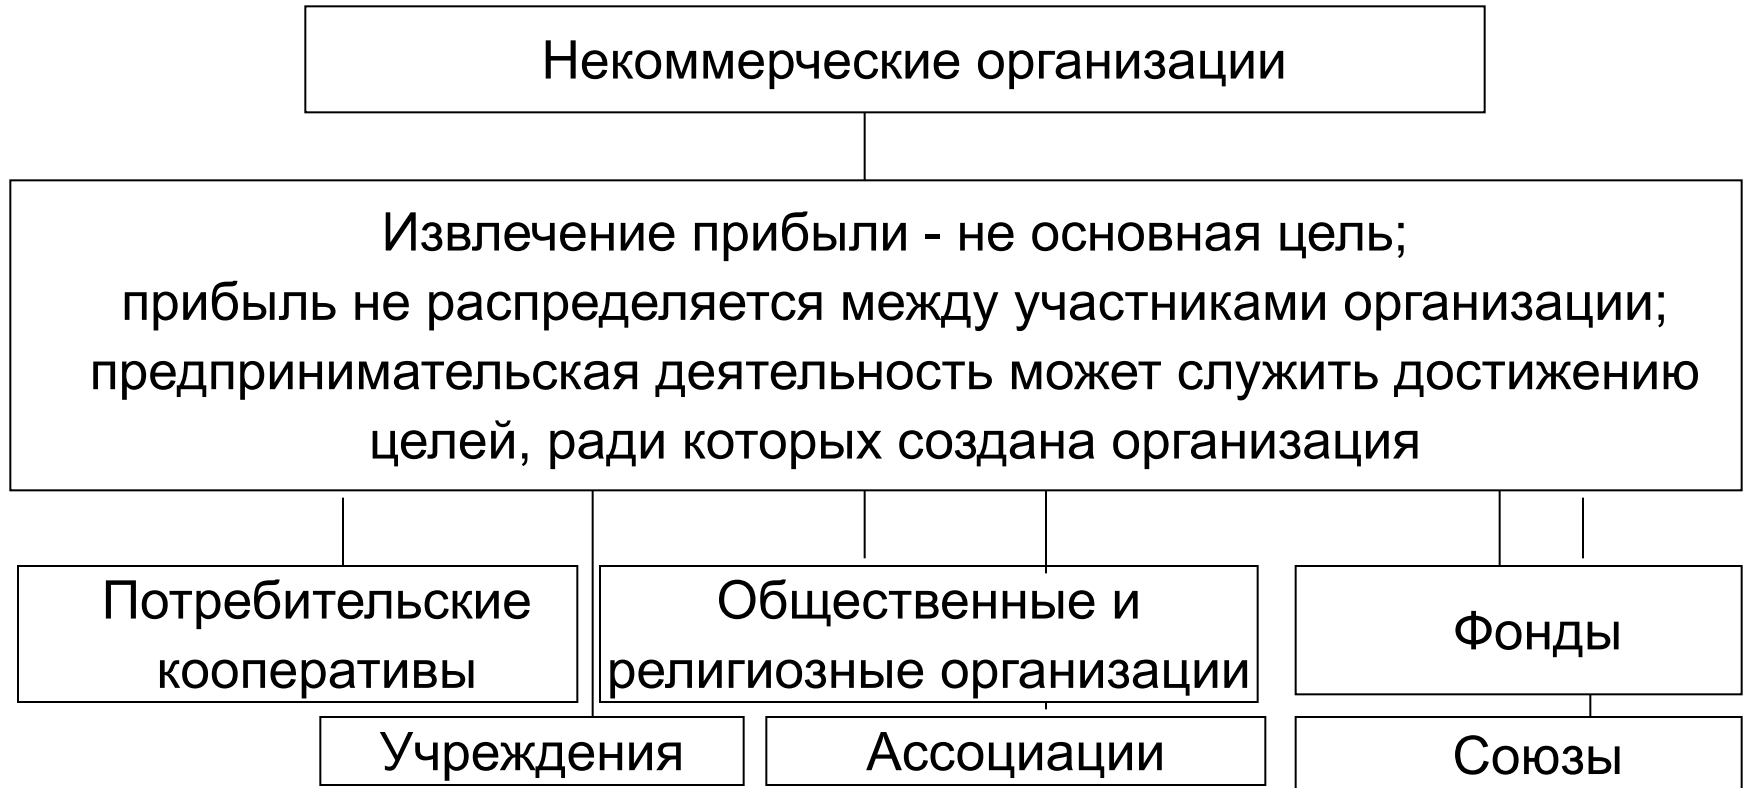 Некоммерческие организации
Извлечение прибыли - не основная цель;
прибыль не распределяется между участниками организации;
предпринимательская деятельность может служить достижению
целей, ради которых создана организация
Потребительские
кооперативы
Общественные и
религиозные организации
Фонды
Учреждения
Ассоциации
Союзы